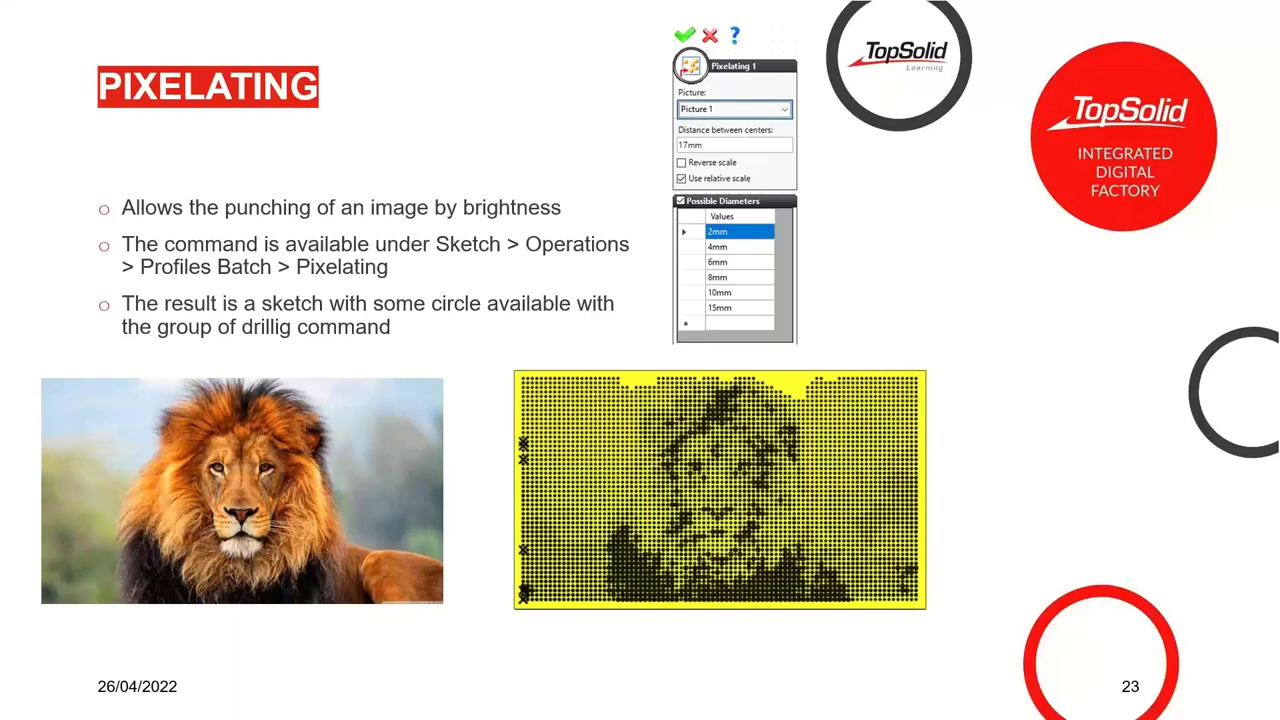 PIXELATING
Allows the punching of an image by brightness
The command is available under Sketch > Operations
> Profiles Batch > Pixelating
The result is a sketch with some circle available with
the group of drillig command
?
Pixelating 1
Picture:
Picture 1
Distance between centers:
17mm
Reverse scale
Use relative scale
Possible Diameters
Values
2mm
4mm
6mm
8mm
10mm
15mm
TopSolid
Learning
TopSolid
INTEGRATED
DIGITAL
FACTORY
26/04/2022
23